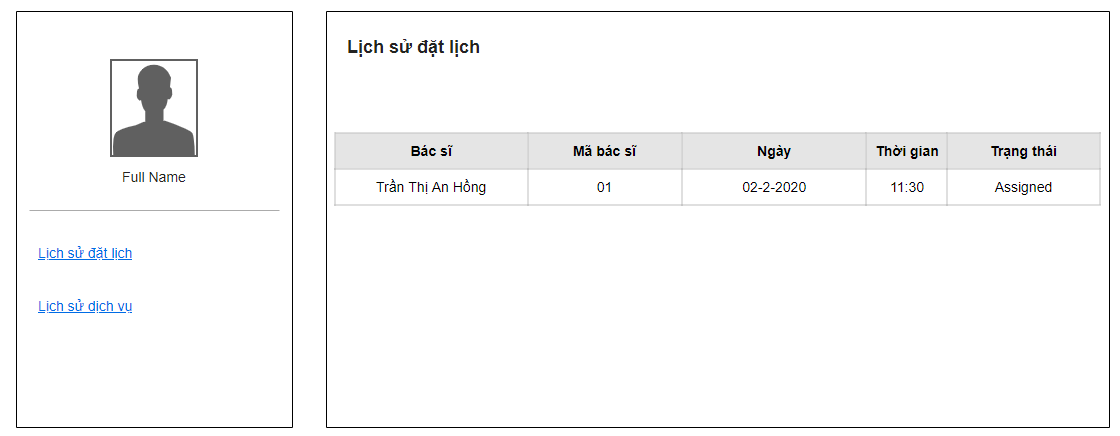 Full Name
Lịch sử đặt lịch
Lịch sử dịch vụ
Lịch sử đặt lịch
Bác sĩ Mã bác sĩ Ngày Thời gian Trạng thái
Trần Thị An Hồng 01 02-2-2020 11:30 Assigned